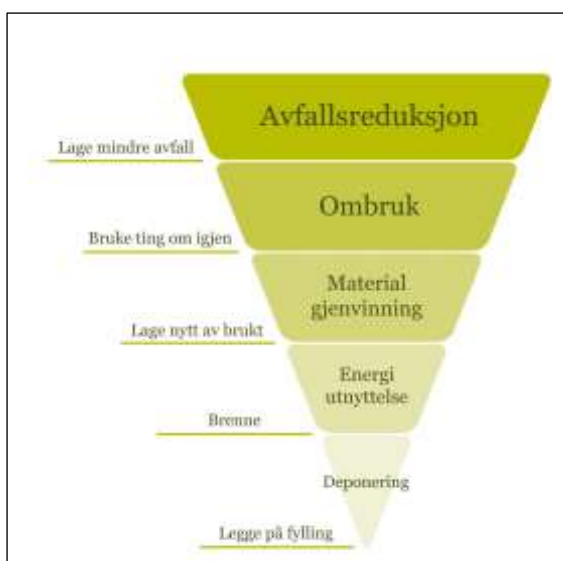 Avfallsreduksjon
Lage mindre avfall
Ombruk
Bruke ting om igjen
Material
gjenvinning
Lage nytt av brukt
Energi
utnyttelse
Brenne
Deponering
Legge på fylling